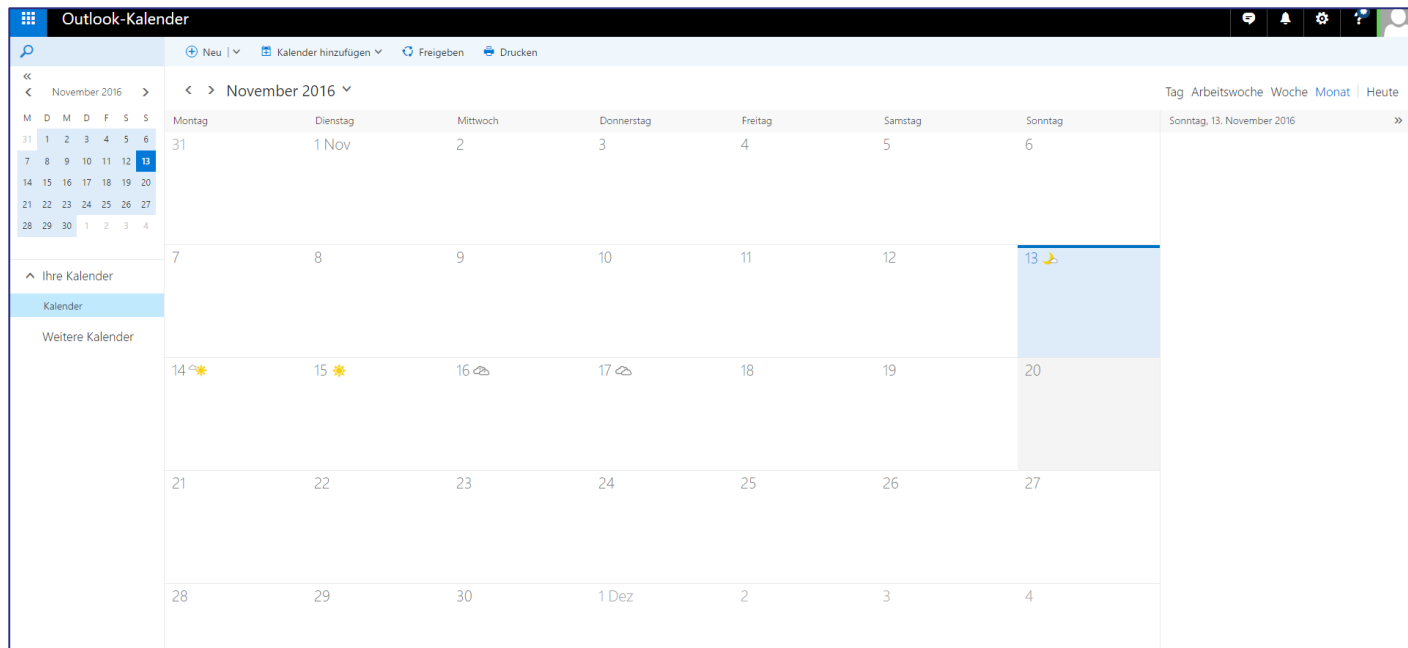 Outlook-Kalender
Neu Kalender hinzufügen Freigeben Drucken
November 2016
M D M D F S S
31 1 2 3 4 5 6
7 8 9 10 11 12 13
14 15 16 17 18 19 20
21 22 23 24 25 26 27
28 29 30 1 2 3 4
Ihre Kalender
Kalender
Weitere Kalender
November 2016
Tag Arbeitswoche Woche Monat Heute
Montag Dienstag Mittwoch Donnerstag Freitag Samstag Sonntag
31 1 Nov 2 3 4 5 6
7 8 9 10 11 12 13
14 15 16 17 18 19 20
21 22 23 24 25 26 27
28 29 30 1 Dez 2 3 4
Sonntag, 13. November 2016